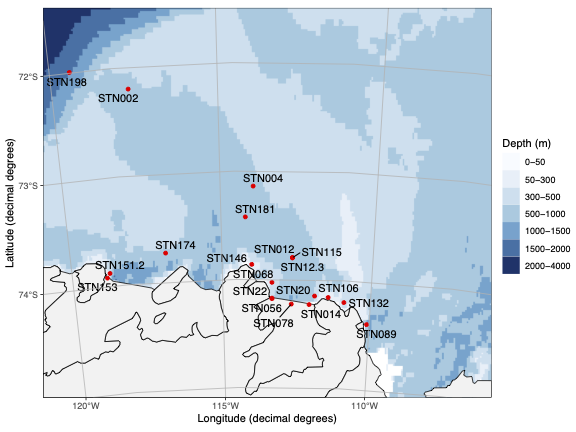 72°S
73°S
74°S
Latitude (decimal degrees)
STN198
STN002
STN004
STN181
STN174
STN012
STN115
STN146
STN12.3
STN151.2
STN068
STN153
STN22
STN20
STN106
STN056
STN014
STN132
STN078
STN089
120°W
115°W
110°W
Longitude (decimal degrees)
Depth (m)
0–50
50–300
300–500
500–1000
1000–1500
1500–2000
2000–4000